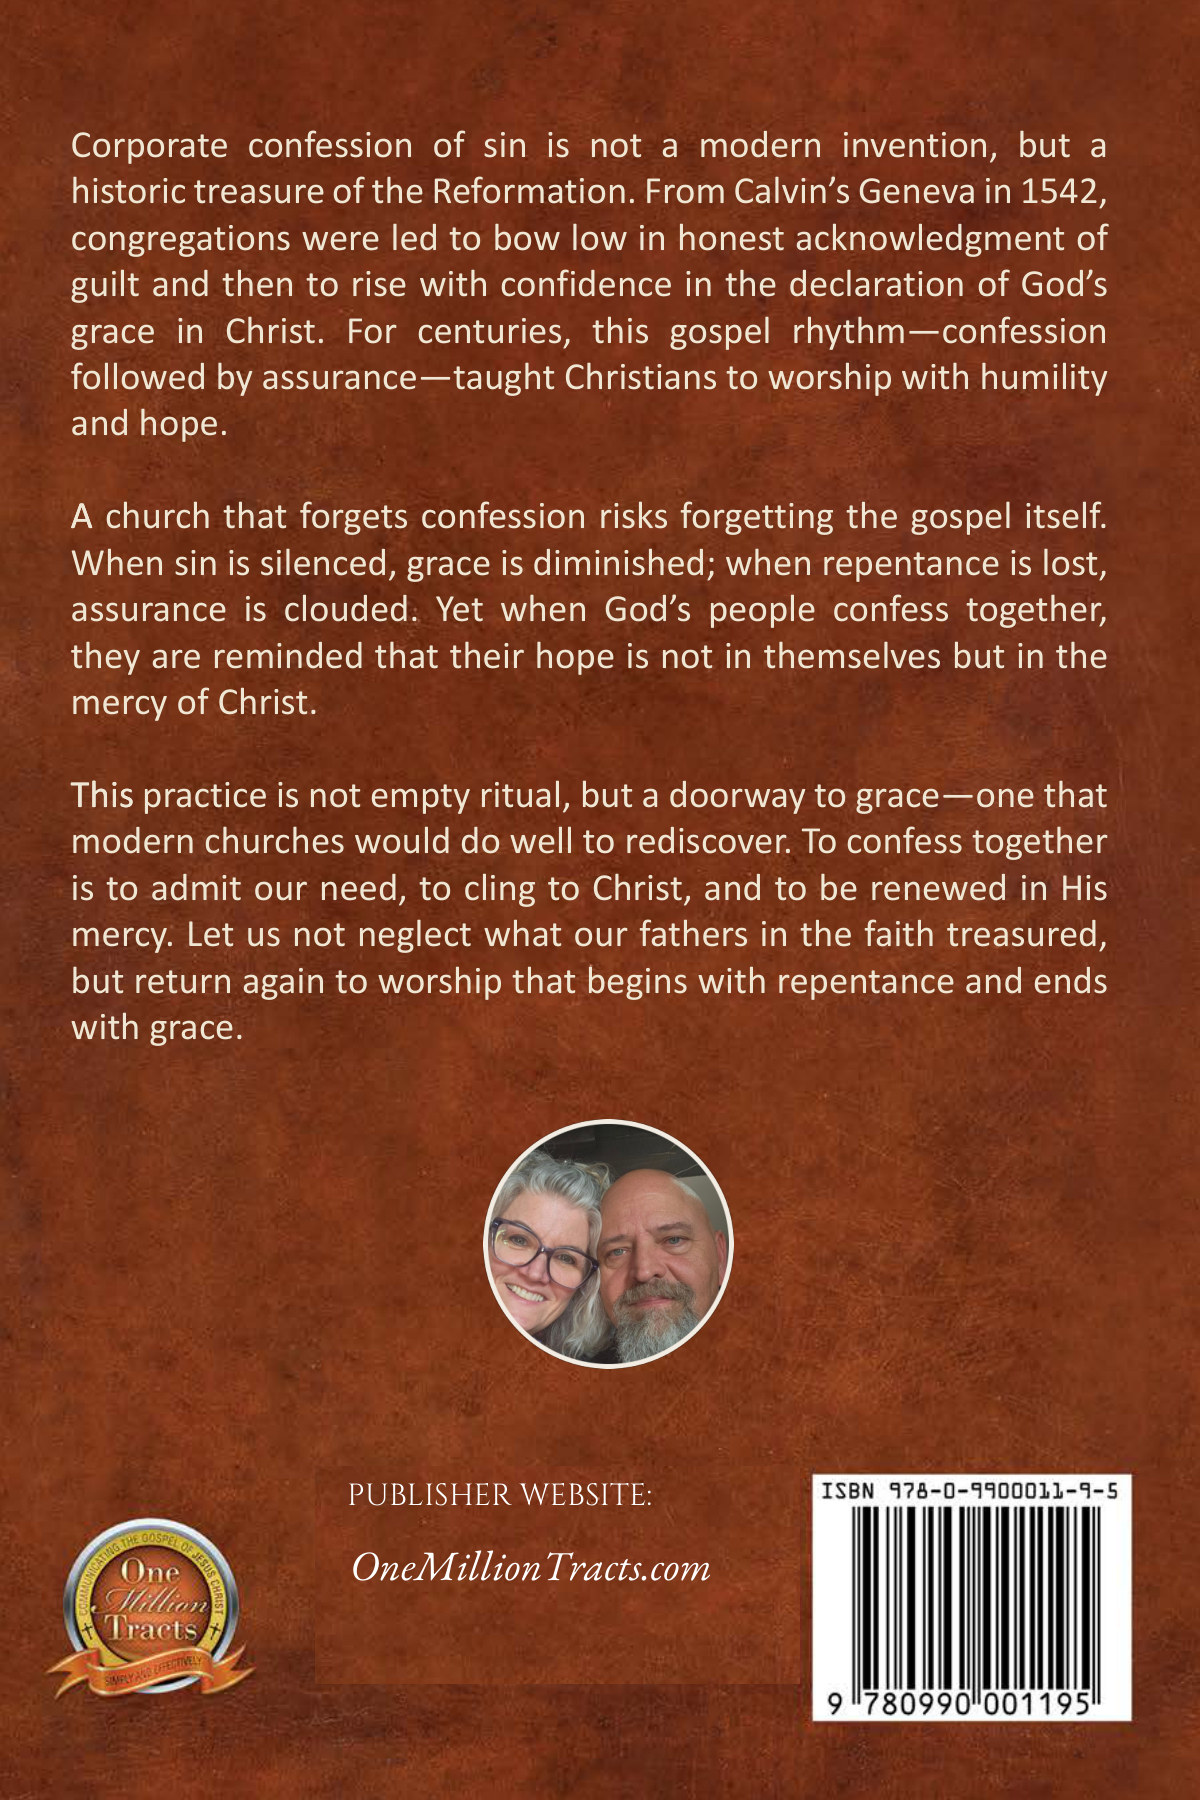 Corporate confession of sin is not a modern invention, but a
historic treasure of the Reformation. From Calvin’s Geneva in 1542,
congregations were led to bow low in honest acknowledgment of
guilt and then to rise with confidence in the declaration of God’s
grace in Christ. For centuries, this gospel rhythm—confession
followed by assurance—taught Christians to worship with humility
and hope.
A church that forgets confession risks forgetting the gospel itself.
When sin is silenced, grace is diminished; when repentance is lost,
assurance is clouded. Yet when God’s people confess together,
they are reminded that their hope is not in themselves but in the
mercy of Christ.
This practice is not empty ritual, but a doorway to grace—one that
modern churches would do well to rediscover. To confess together
is to admit our need, to cling to Christ, and to be renewed in His
mercy. Let us not neglect what our fathers in the faith treasured,
but return again to worship that begins with repentance and ends
with grace.
PUBLISHER WEBSITE:
OneMillionTracts.com
COMMUNICATING THE GOSPEL OF JESUS CHRIST
One
Million
Tracts
SIMPLY AND EFFECTIVELY
ISBN 978-0-9900011-9-5
9 780990 001195